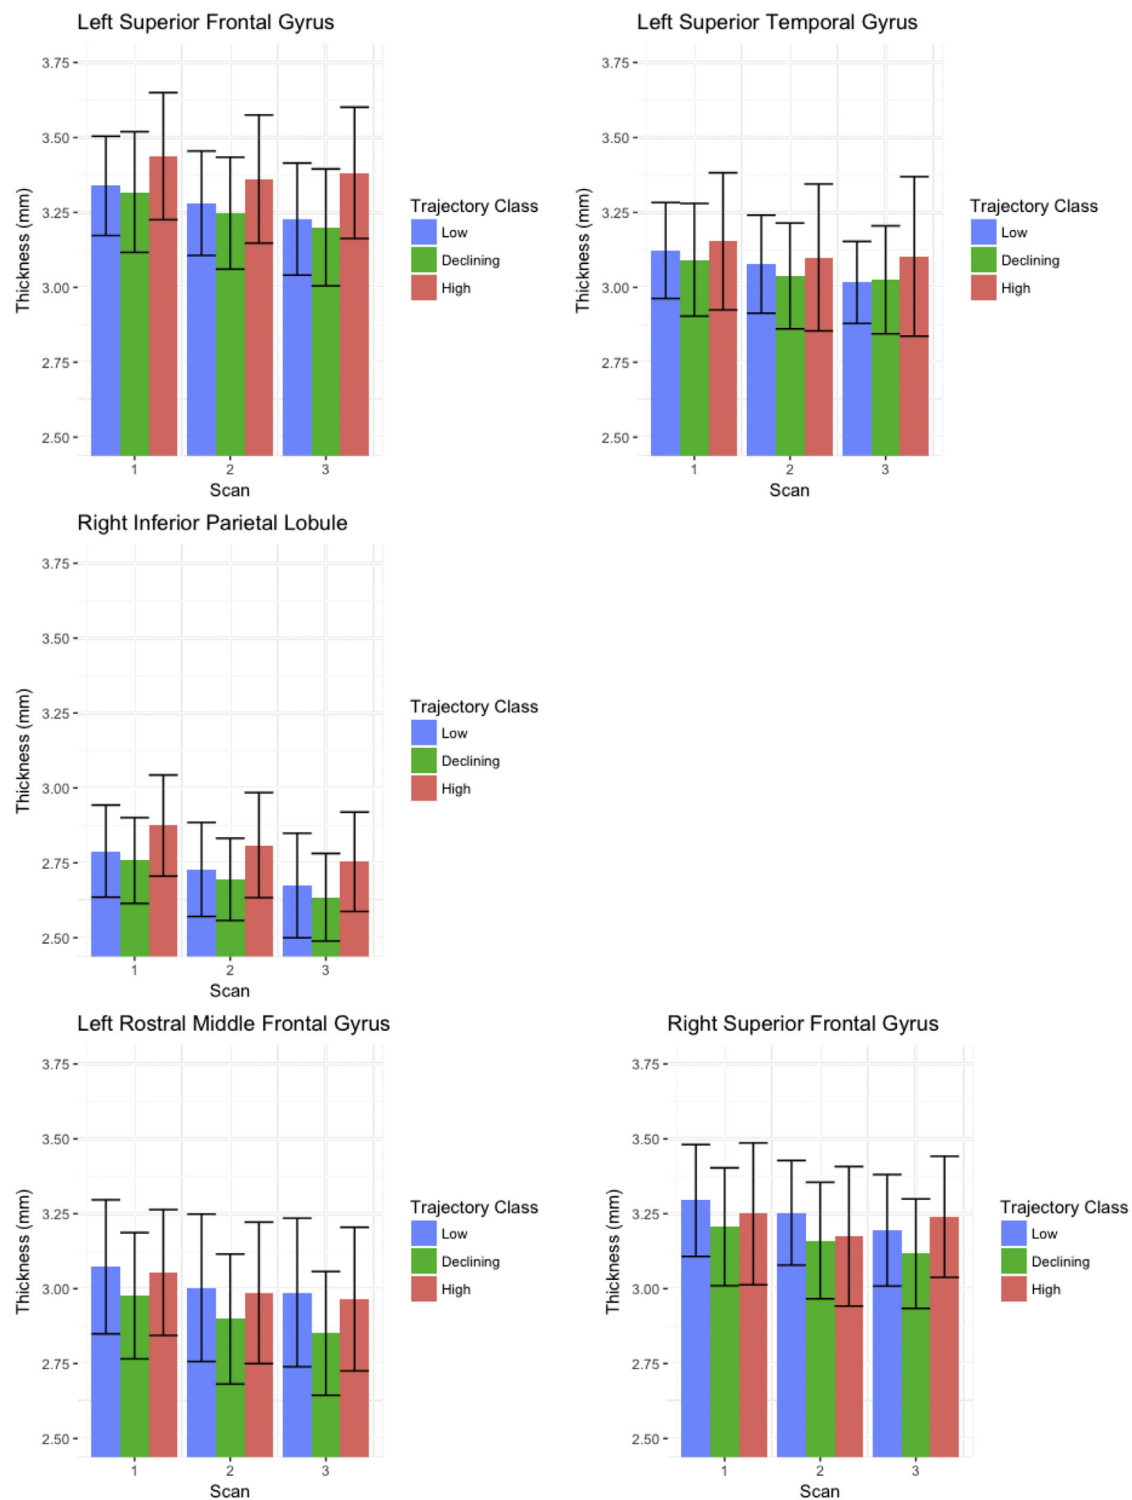 Left Superior Frontal Gyrus
Thickness (mm)
3.75
3.50
3.25
3.00
2.75
2.50
1 2 3
Scan
Trajectory Class
Low
Declining
High
Left Superior Temporal Gyrus
Thickness (mm)
3.75
3.50
3.25
3.00
2.75
2.50
1 2 3
Scan
Trajectory Class
Low
Declining
High
Right Inferior Parietal Lobule
Thickness (mm)
3.75
3.50
3.25
3.00
2.75
2.50
1 2 3
Scan
Trajectory Class
Low
Declining
High
Left Rostral Middle Frontal Gyrus
Thickness (mm)
3.75
3.50
3.25
3.00
2.75
2.50
1 2 3
Scan
Trajectory Class
Low
Declining
High
Right Superior Frontal Gyrus
Thickness (mm)
3.75
3.50
3.25
3.00
2.75
2.50
1 2 3
Scan
Trajectory Class
Low
Declining
High